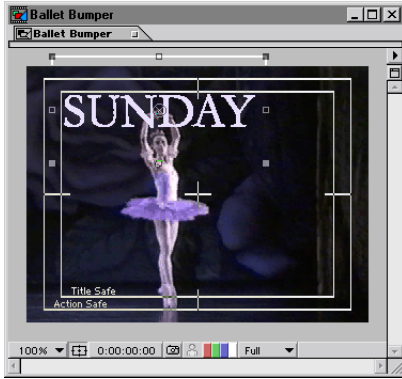 Ballet Bumper
Ballet Bumper
SUNDAY
Title Safe
Action Safe
100% 0:00:00:00 Full